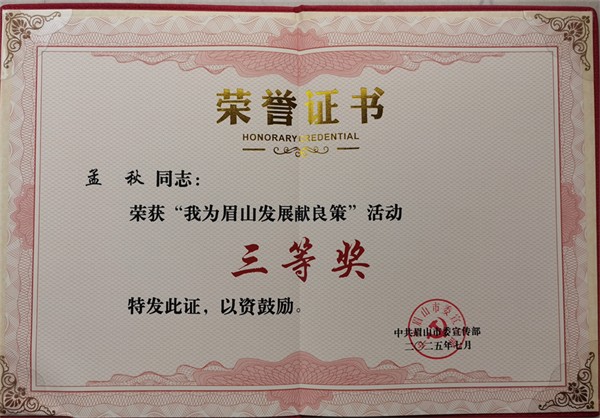 荣誉证书
HONORARY CREDENTIAL
孟 秋 同志：
荣获“我为眉山发展献良策”活动
三等奖
特发此证，以资鼓励。
中共眉山市委宣传部
二〇二五年七月